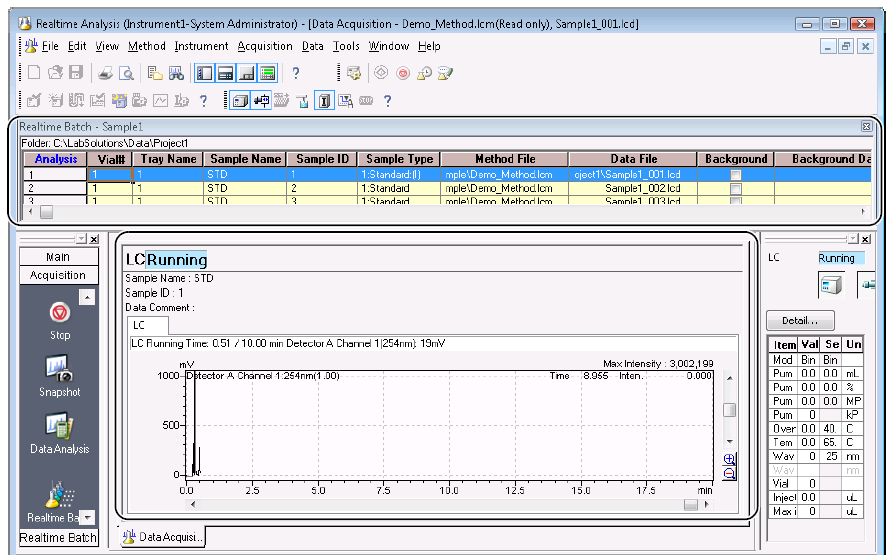 Realtime Analysis (Instrument1-System Administrator) - [Data Acquisition - Demo_Method.lcm(Read only), Sample1_001.lcd]
File Edit View Method Instrument Acquisition Data Tools Window Help
Realtime Batch - Sample1
Folder: C:\LabSolutions\Data\Project1
Analysis Vial# Tray Name Sample Name Sample ID Sample Type Method File Data File Background Background Da
1 1 1 STD 1 1:Standard:(I) mple\Demo_Method.lcm oject1\Sample1_001.lcd
2 1 1 STD 2 1:Standard mple\Demo_Method.lcm Sample1_002.lcd
3 1 1 STD 3 1:Standard mple\Demo_Method.lcm Sample1_003.lcd
Main
Acquisition
Stop
Snapshot
Data Analysis
Realtime Ba
Realtime Batch
LC Running
Sample Name : STD
Sample ID : 1
Data Comment :
LC
LC Running Time: 0.51 / 10.00 min Detector A Channel 1(254nm): 19mV
mV
Max Intensity : 3,002,199
1000 Detector A Channel 1:254nm(1.00) Time 8.955 Inten. 0.000
500
0
0.0 2.5 5.0 7.5 10.0 12.5 15.0 17.5 min
Data Acquisi...
LC Running
Detail...
Item Val Se Un
Mod Bin Bin
Pum 0.0 0.0 mL
Pum 0.0 0.0 %
Pum 0.0 0.0 MP
Pum 0 kP
Over 0.0 40. C
Tem 0.0 65. C
Wav 0 25 nm
Wav nm
Vial 0
Inject 0.0 uL
Max i 0 uL